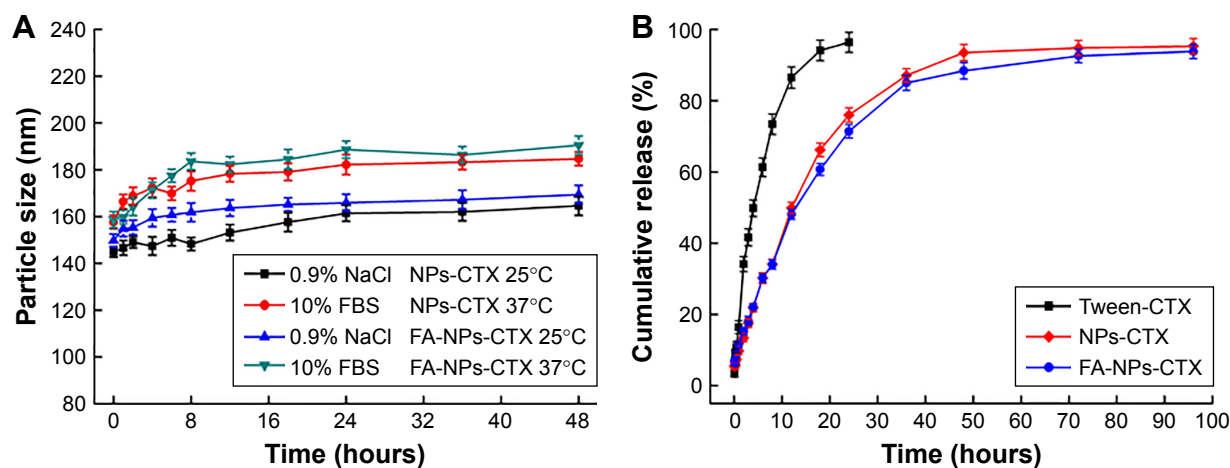 A
Particle size (nm)
240
220
200
180
160
140
120
100
80
0.9% NaCl NPs-CTX 25°C
10% FBS NPs-CTX 37°C
0.9% NaCl FA-NPs-CTX 25°C
10% FBS FA-NPs-CTX 37°C
0 8 16 24 32 40 48
Time (hours)
B
Cumulative release (%)
100
80
60
40
20
0
Tween-CTX
NPs-CTX
FA-NPs-CTX
0 10 20 30 40 50 60 70 80 90 100
Time (hours)